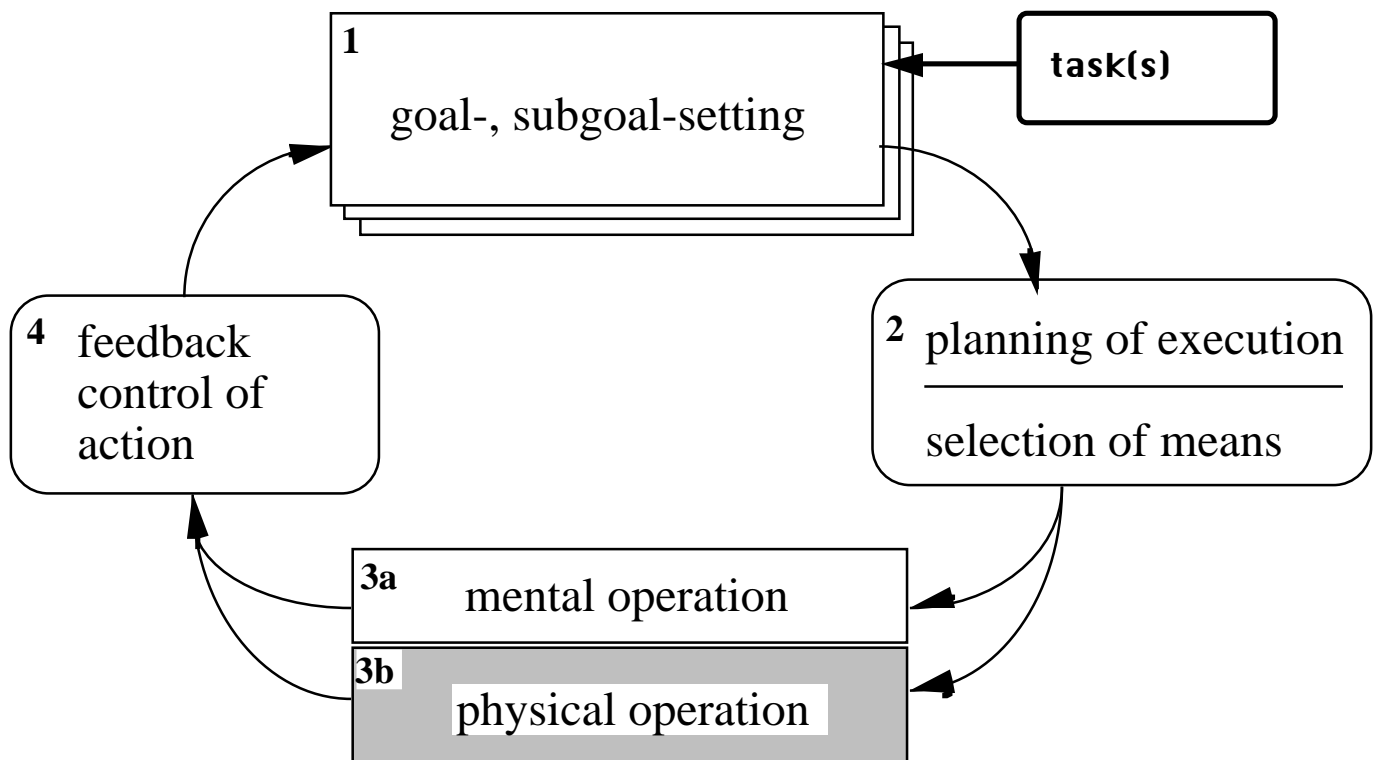 1
task(s)
goal-, subgoal-setting
4
feedback
control of
action
2
planning of execution
selection of means
3a
mental operation
3b
physical operation